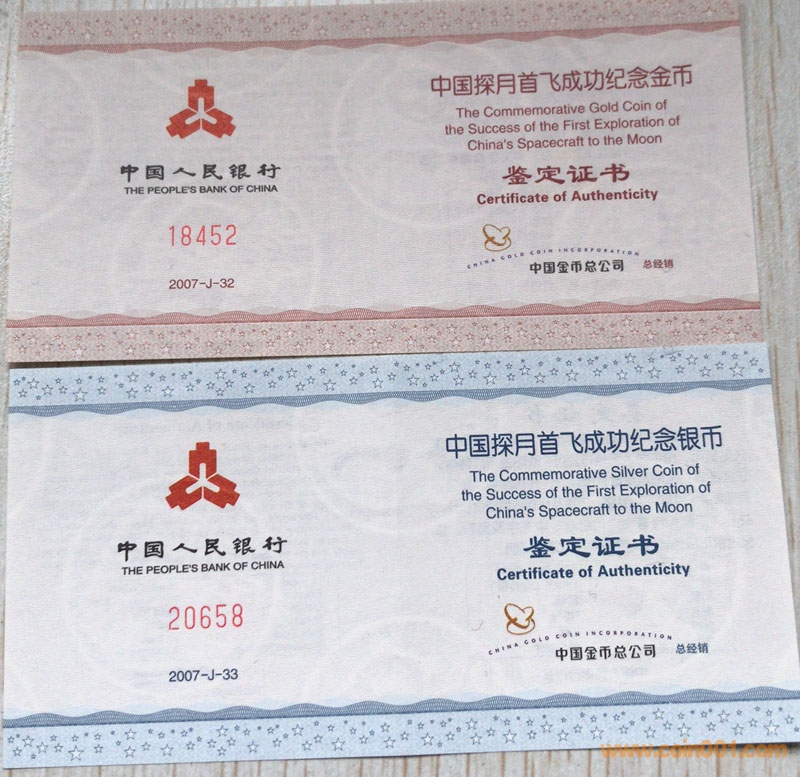 中国人民银行
THE PEOPLE'S BANK OF CHINA
18452
2007-J-32
中国探月首飞成功纪念金币
The Commemorative Gold Coin of
the Success of the First Exploration of
China's Spacecraft to the Moon
鉴定证书
Certificate of Authenticity
CHINA GOLD COIN INCORPORATION
中国金币总公司 总经销
中国人民银行
THE PEOPLE'S BANK OF CHINA
20658
2007-J-33
中国探月首飞成功纪念银币
The Commemorative Silver Coin of
the Success of the First Exploration of
China's Spacecraft to the Moon
鉴定证书
Certificate of Authenticity
CHINA GOLD COIN INCORPORATION
中国金币总公司 总经销
www.coin001.com